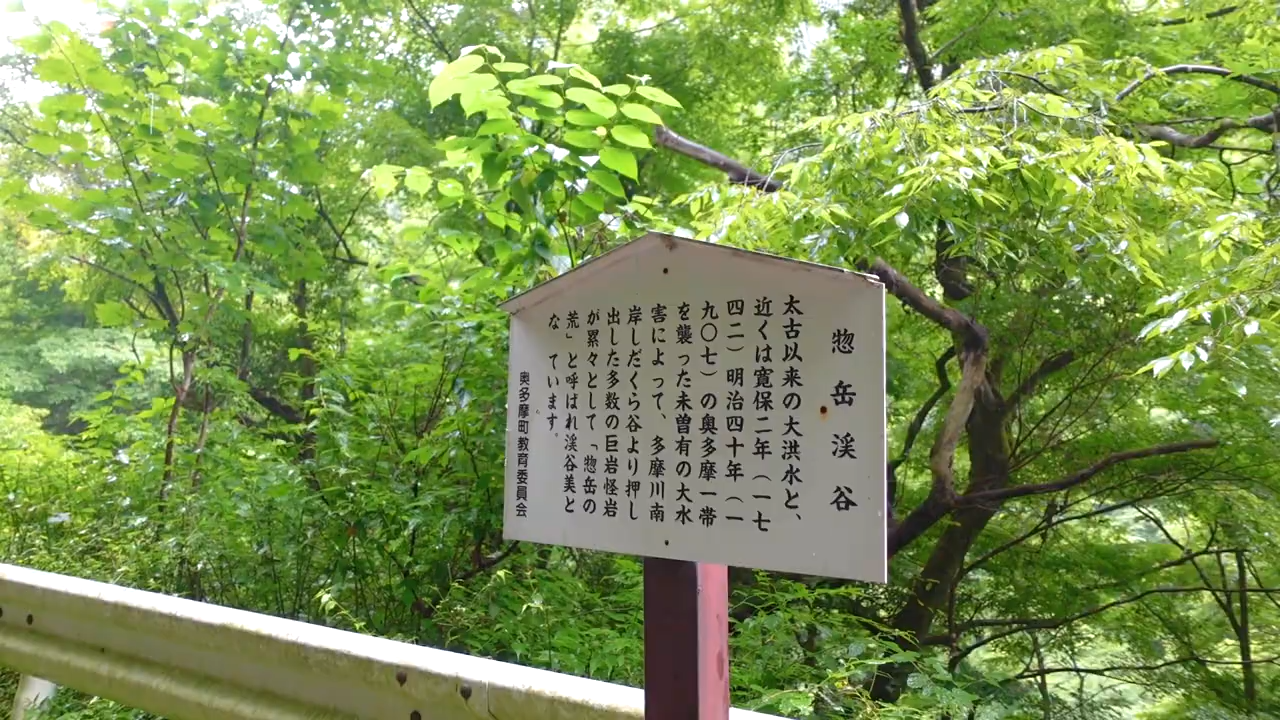 惣岳渓谷
太古以来の大洪水と、
近くは寛保二年（一七
四二）明治四十年（一
九〇七）の奥多摩一帯
を襲った未曽有の大水
害によって、多摩川南
岸しだくら谷より押し
出した多数の巨岩怪岩
が累々として「惣岳の
荒」と呼ばれ渓谷美と
な ています。
奥多摩町教育委員会